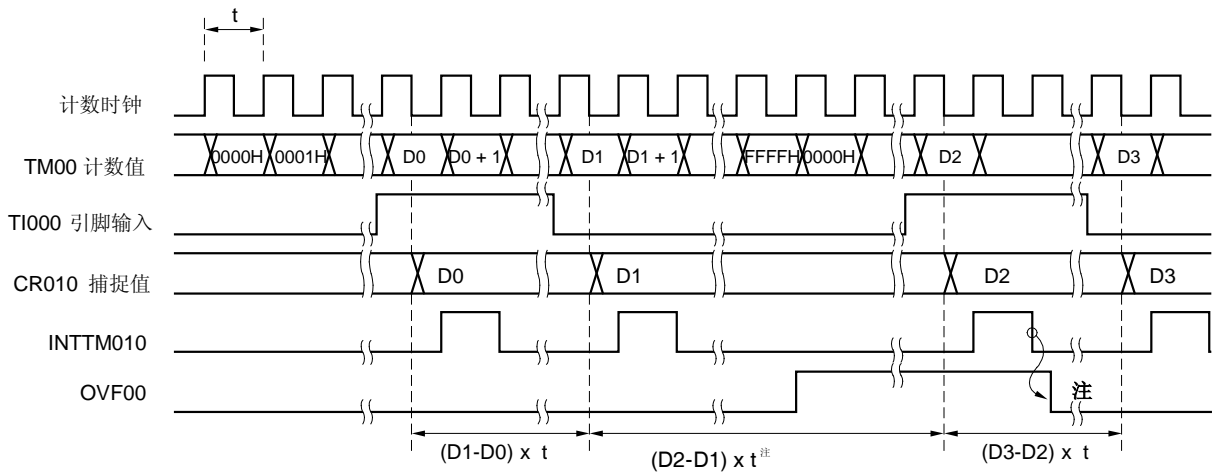 t
计数时钟
TM00 计数值
0000H 0001H D0 D0 + 1 D1 D1 + 1 FFFFH 0000H D2 D3
TI000 引脚输入
CR010 捕捉值
D0 D1 D2 D3
INTTM010
OVF00
注
(D1-D0) x t (D2-D1) x t 注 (D3-D2) x t